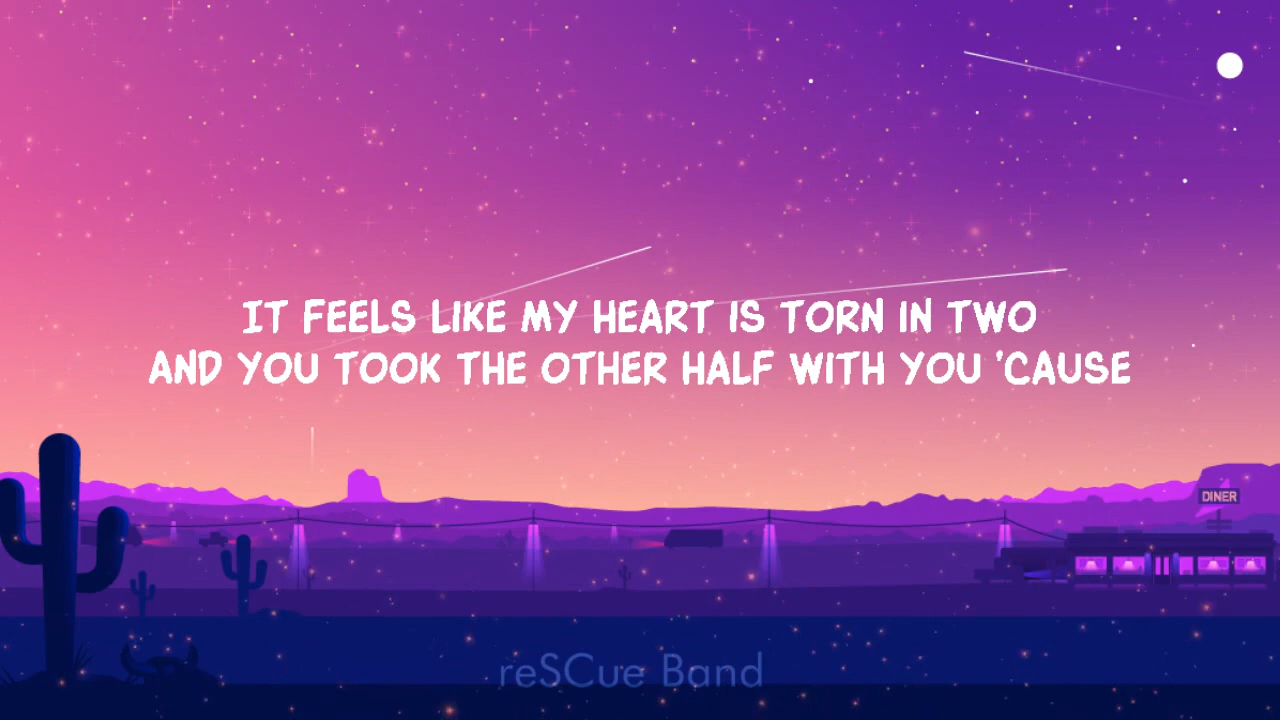 IT FEELS LIKE MY HEART IS TORN IN TWO
AND YOU TOOK THE OTHER HALF WITH YOU 'CAUSE
DINER
reSCue Band